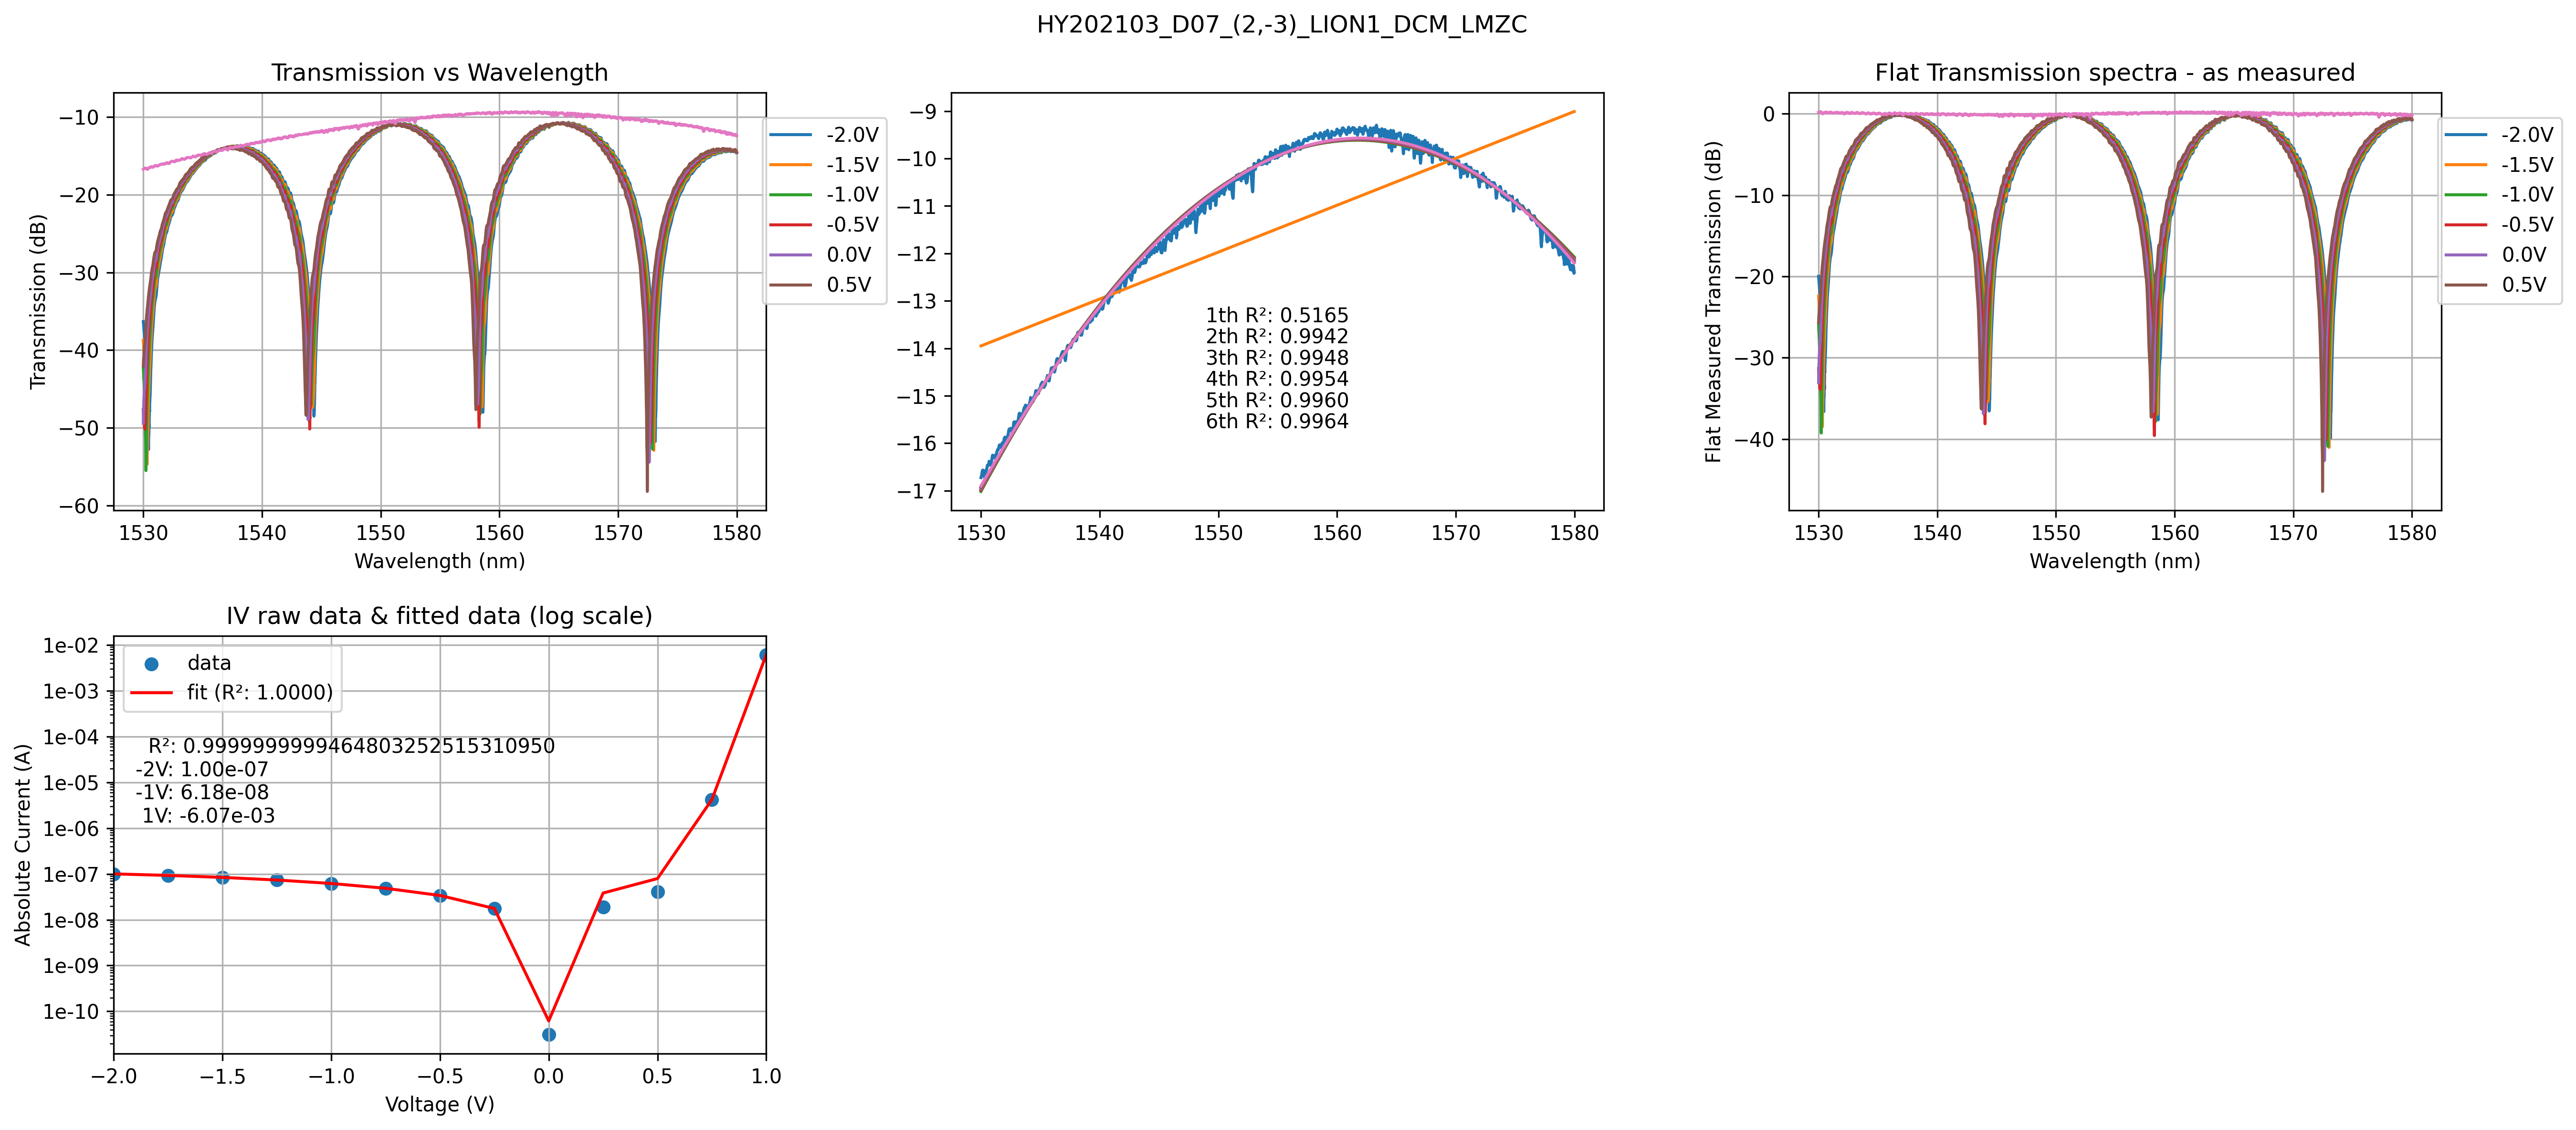 HY202103_D07_(2,-3)_LION1_DCM_LMZC
Transmission vs Wavelength
−10
−20
−30
−40
−50
−60
Transmission (dB)
1530 1540 1550 1560 1570 1580
Wavelength (nm)
-2.0V
-1.5V
-1.0V
-0.5V
0.0V
0.5V
−9
−10
−11
−12
−13
−14
−15
−16
−17
1th R²: 0.5165
2th R²: 0.9942
3th R²: 0.9948
4th R²: 0.9954
5th R²: 0.9960
6th R²: 0.9964
1530 1540 1550 1560 1570 1580
Flat Transmission spectra - as measured
0
−10
−20
−30
−40
Flat Measured Transmission (dB)
1530 1540 1550 1560 1570 1580
Wavelength (nm)
-2.0V
-1.5V
-1.0V
-0.5V
0.0V
0.5V
IV raw data & fitted data (log scale)
1e-02
1e-03
1e-04
1e-05
1e-06
1e-07
1e-08
1e-09
1e-10
Absolute Current (A)
data
fit (R²: 1.0000)
R²: 0.9999999999464803252515310950
-2V: 1.00e-07
-1V: 6.18e-08
1V: -6.07e-03
−2.0 −1.5 −1.0 −0.5 0.0 0.5 1.0
Voltage (V)